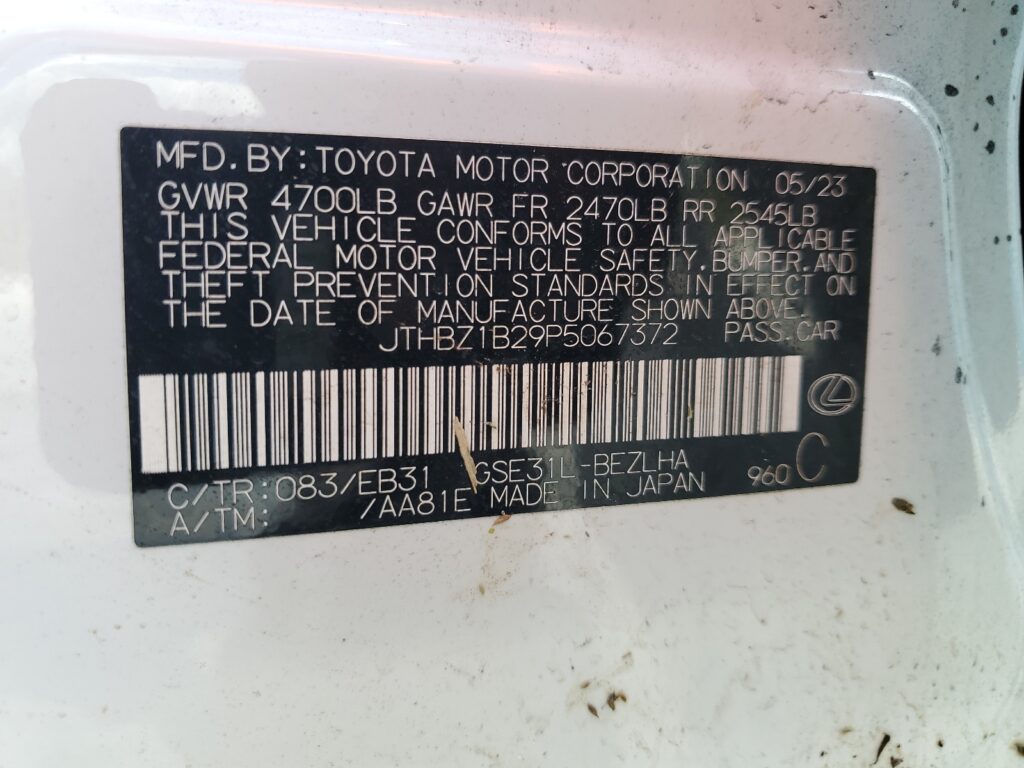 MFD.BY:TOYOTA MOTOR CORPORATION 05/23
GVWR 4700LB GAWR FR 2470LB RR 2545LB
THIS VEHICLE CONFORMS TO ALL APPLICABLE
FEDERAL MOTOR VEHICLE SAFETY,BUMPER,AND
THEFT PREVENTION STANDARDS IN EFFECT ON
THE DATE OF MANUFACTURE SHOWN ABOVE.
JTHBZ1B29P5067372 PASS.CAR
C/TR:083/EB31 GSE31L-BEZLHA
A/TM: /AA81E MADE IN JAPAN 960 C